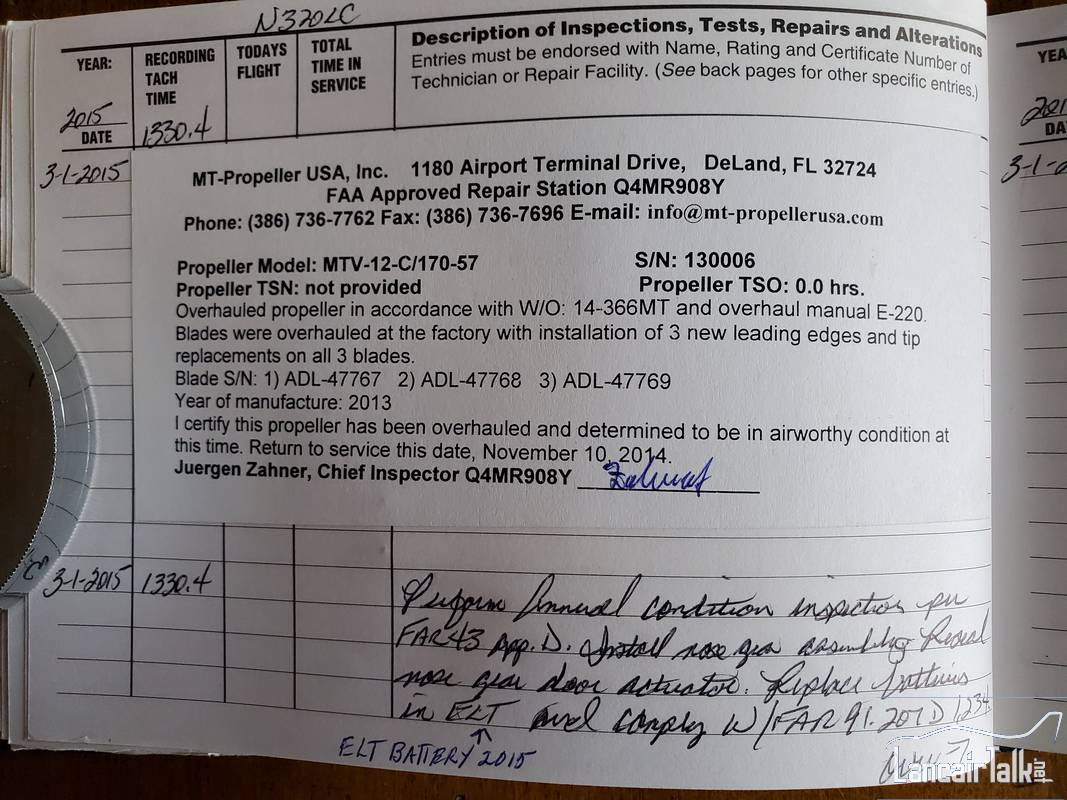 N320LC
YEAR:
2015
DATE
RECORDING
TACH
TIME
1330.4
TODAYS
FLIGHT
TOTAL
TIME IN
SERVICE
Description of Inspections, Tests, Repairs and Alterations
Entries must be endorsed with Name, Rating and Certificate Number of
Technician or Repair Facility. (See back pages for other specific entries.)
3-1-2015
MT-Propeller USA, Inc. 1180 Airport Terminal Drive, DeLand, FL 32724
FAA Approved Repair Station Q4MR908Y
Phone: (386) 736-7762 Fax: (386) 736-7696 E-mail: info@mt-propellerusa.com
Propeller Model: MTV-12-C/170-57 S/N: 130006
Propeller TSN: not provided Propeller TSO: 0.0 hrs.
Overhauled propeller in accordance with W/O: 14-366MT and overhaul manual E-220.
Blades were overhauled at the factory with installation of 3 new leading edges and tip
replacements on all 3 blades.
Blade S/N: 1) ADL-47767 2) ADL-47768 3) ADL-47769
Year of manufacture: 2013
I certify this propeller has been overhauled and determined to be in airworthy condition at
this time. Return to service this date, November 10, 2014.
Juergen Zahner, Chief Inspector Q4MR908Y
3-1-2015 1330.4
Perform Annual condition inspection per
FAR 43 App. D. Install nose gear assembly Reseal
nose gear door actuator. Replace batteries
in ELT and comply W/FAR 91.207 D 1234
ELT BATTERY 2015
YEA
201
DA
3-1-2
LancairTalk.net